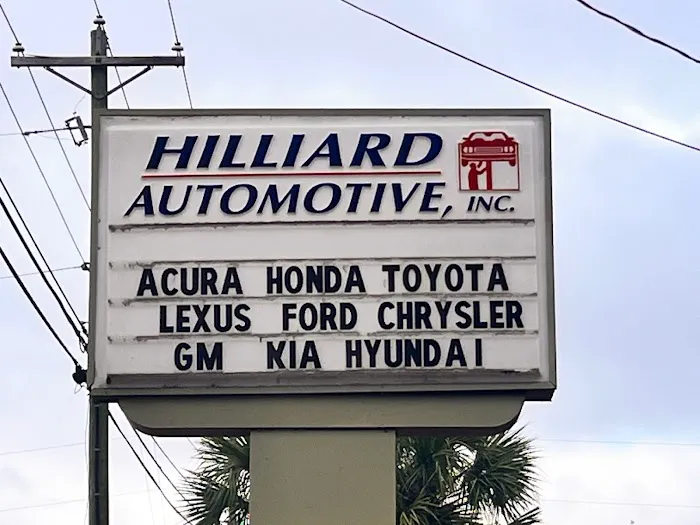 HILLIARD
AUTOMOTIVE, INC.
ACURA HONDA TOYOTA
LEXUS FORD CHRYSLER
GM KIA HYUNDAI